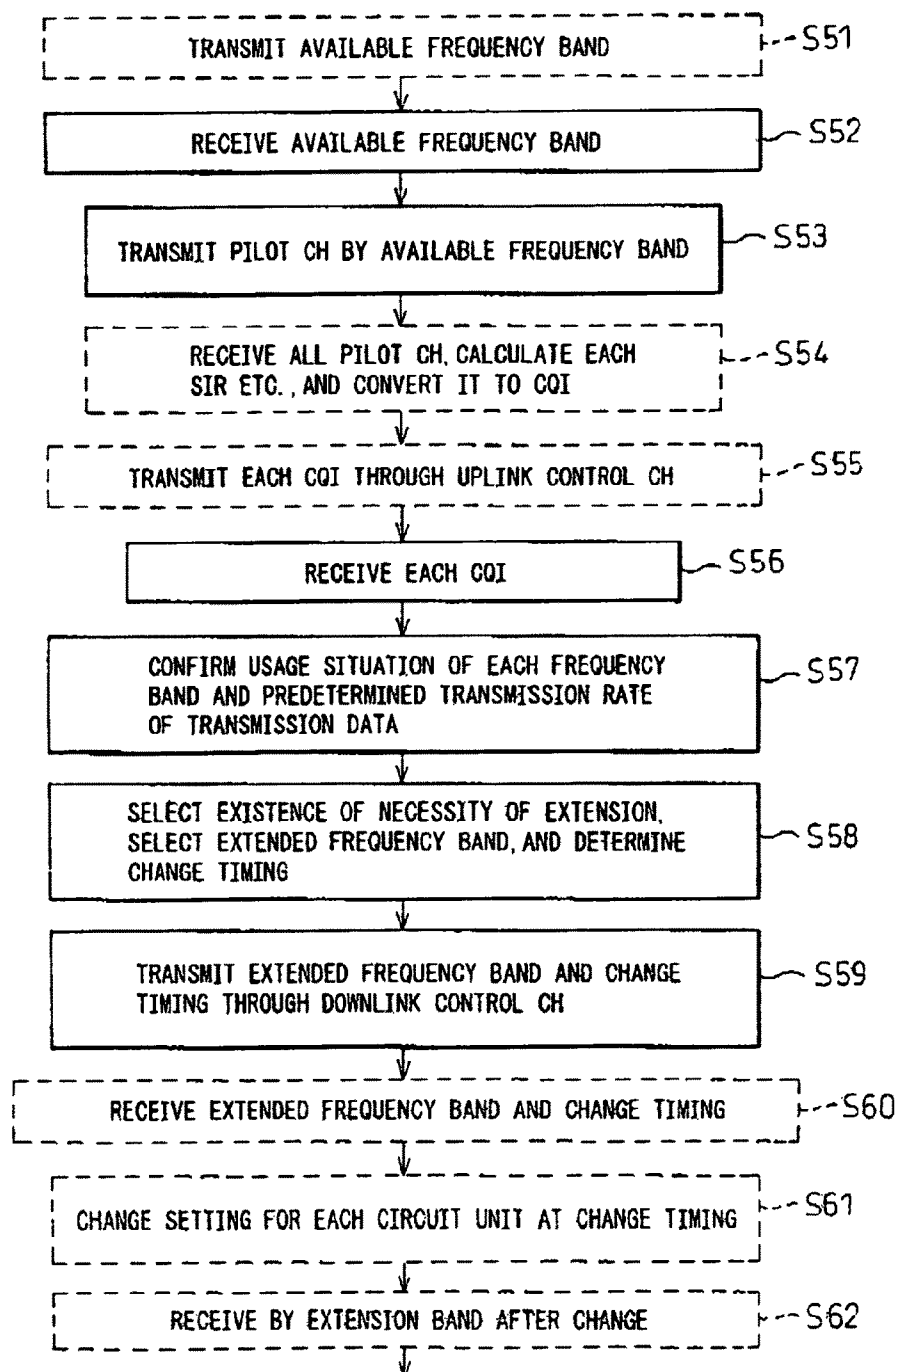 TRANSMIT AVAILABLE FREQUENCY BAND
S51
RECEIVE AVAILABLE FREQUENCY BAND
S52
TRANSMIT PILOT CH BY AVAILABLE FREQUENCY BAND
S53
RECEIVE ALL PILOT CH, CALCULATE EACH
SIR ETC., AND CONVERT IT TO CQI
S54
TRANSMIT EACH CQI THROUGH UPLINK CONTROL CH
S55
RECEIVE EACH CQI
S56
CONFIRM USAGE SITUATION OF EACH FREQUENCY
BAND AND PREDETERMINED TRANSMISSION RATE
OF TRANSMISSION DATA
S57
SELECT EXISTENCE OF NECESSITY OF EXTENSION,
SELECT EXTENDED FREQUENCY BAND, AND DETERMINE
CHANGE TIMING
S58
TRANSMIT EXTENDED FREQUENCY BAND AND CHANGE
TIMING THROUGH DOWNLINK CONTROL CH
S59
RECEIVE EXTENDED FREQUENCY BAND AND CHANGE TIMING
S60
CHANGE SETTING FOR EACH CIRCUIT UNIT AT CHANGE TIMING
S61
RECEIVE BY EXTENSION BAND AFTER CHANGE
S62